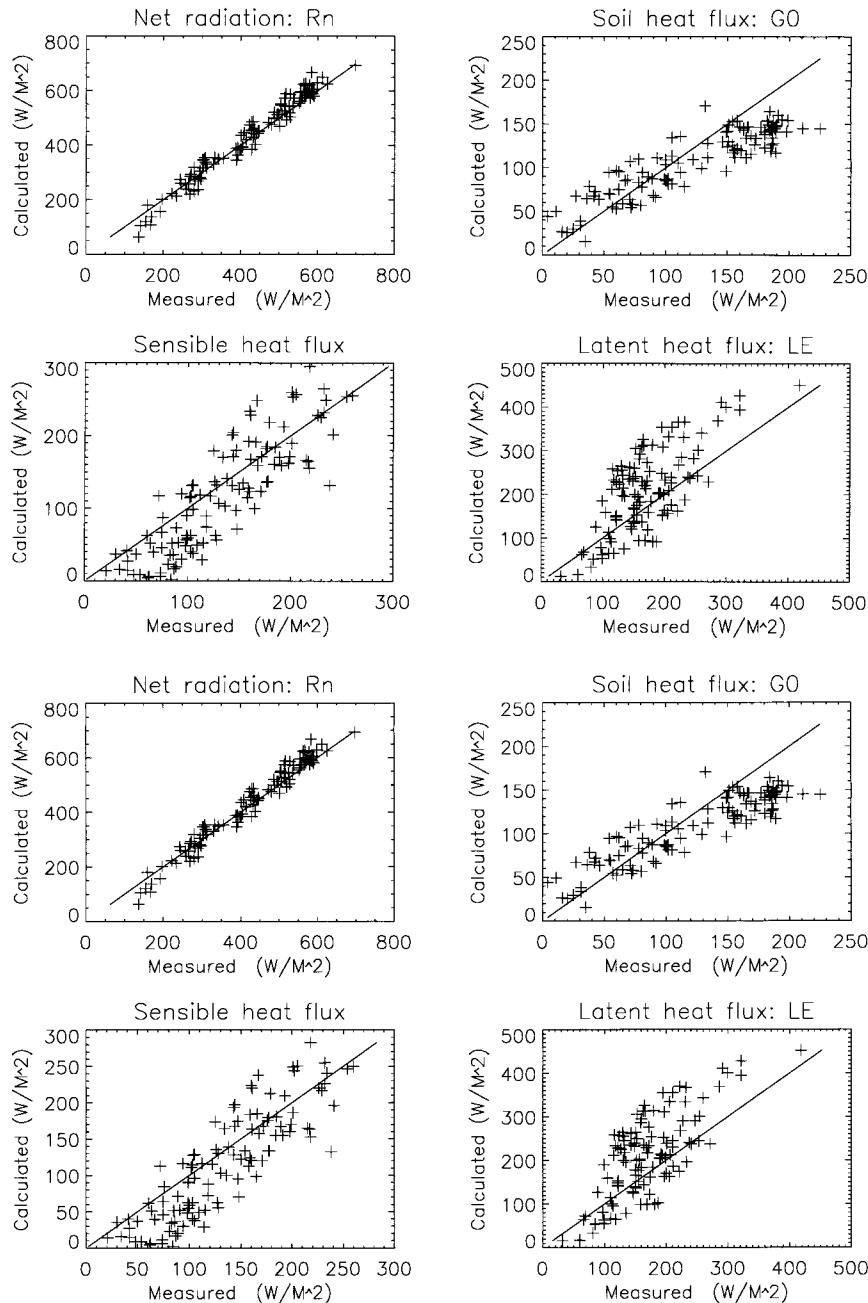 Net radiation: Rn
800
600
400
200
0
Calculated (W/M^2)
0 200 400 600 800
Measured (W/M^2)
Soil heat flux: G0
250
200
150
100
50
0
Calculated (W/M^2)
0 50 100 150 200 250
Measured (W/M^2)
Sensible heat flux
300
200
100
0
Calculated (W/M^2)
0 100 200 300
Measured (W/M^2)
Latent heat flux: LE
500
400
300
200
100
0
Calculated (W/M^2)
0 100 200 300 400 500
Measured (W/M^2)
Net radiation: Rn
800
600
400
200
0
Calculated (W/M^2)
0 200 400 600 800
Measured (W/M^2)
Soil heat flux: G0
250
200
150
100
50
0
Calculated (W/M^2)
0 50 100 150 200 250
Measured (W/M^2)
Sensible heat flux
300
250
200
150
100
50
0
Calculated (W/M^2)
0 50 100 150 200 250 300
Measured (W/M^2)
Latent heat flux: LE
500
400
300
200
100
0
Calculated (W/M^2)
0 100 200 300 400 500
Measured (W/M^2)